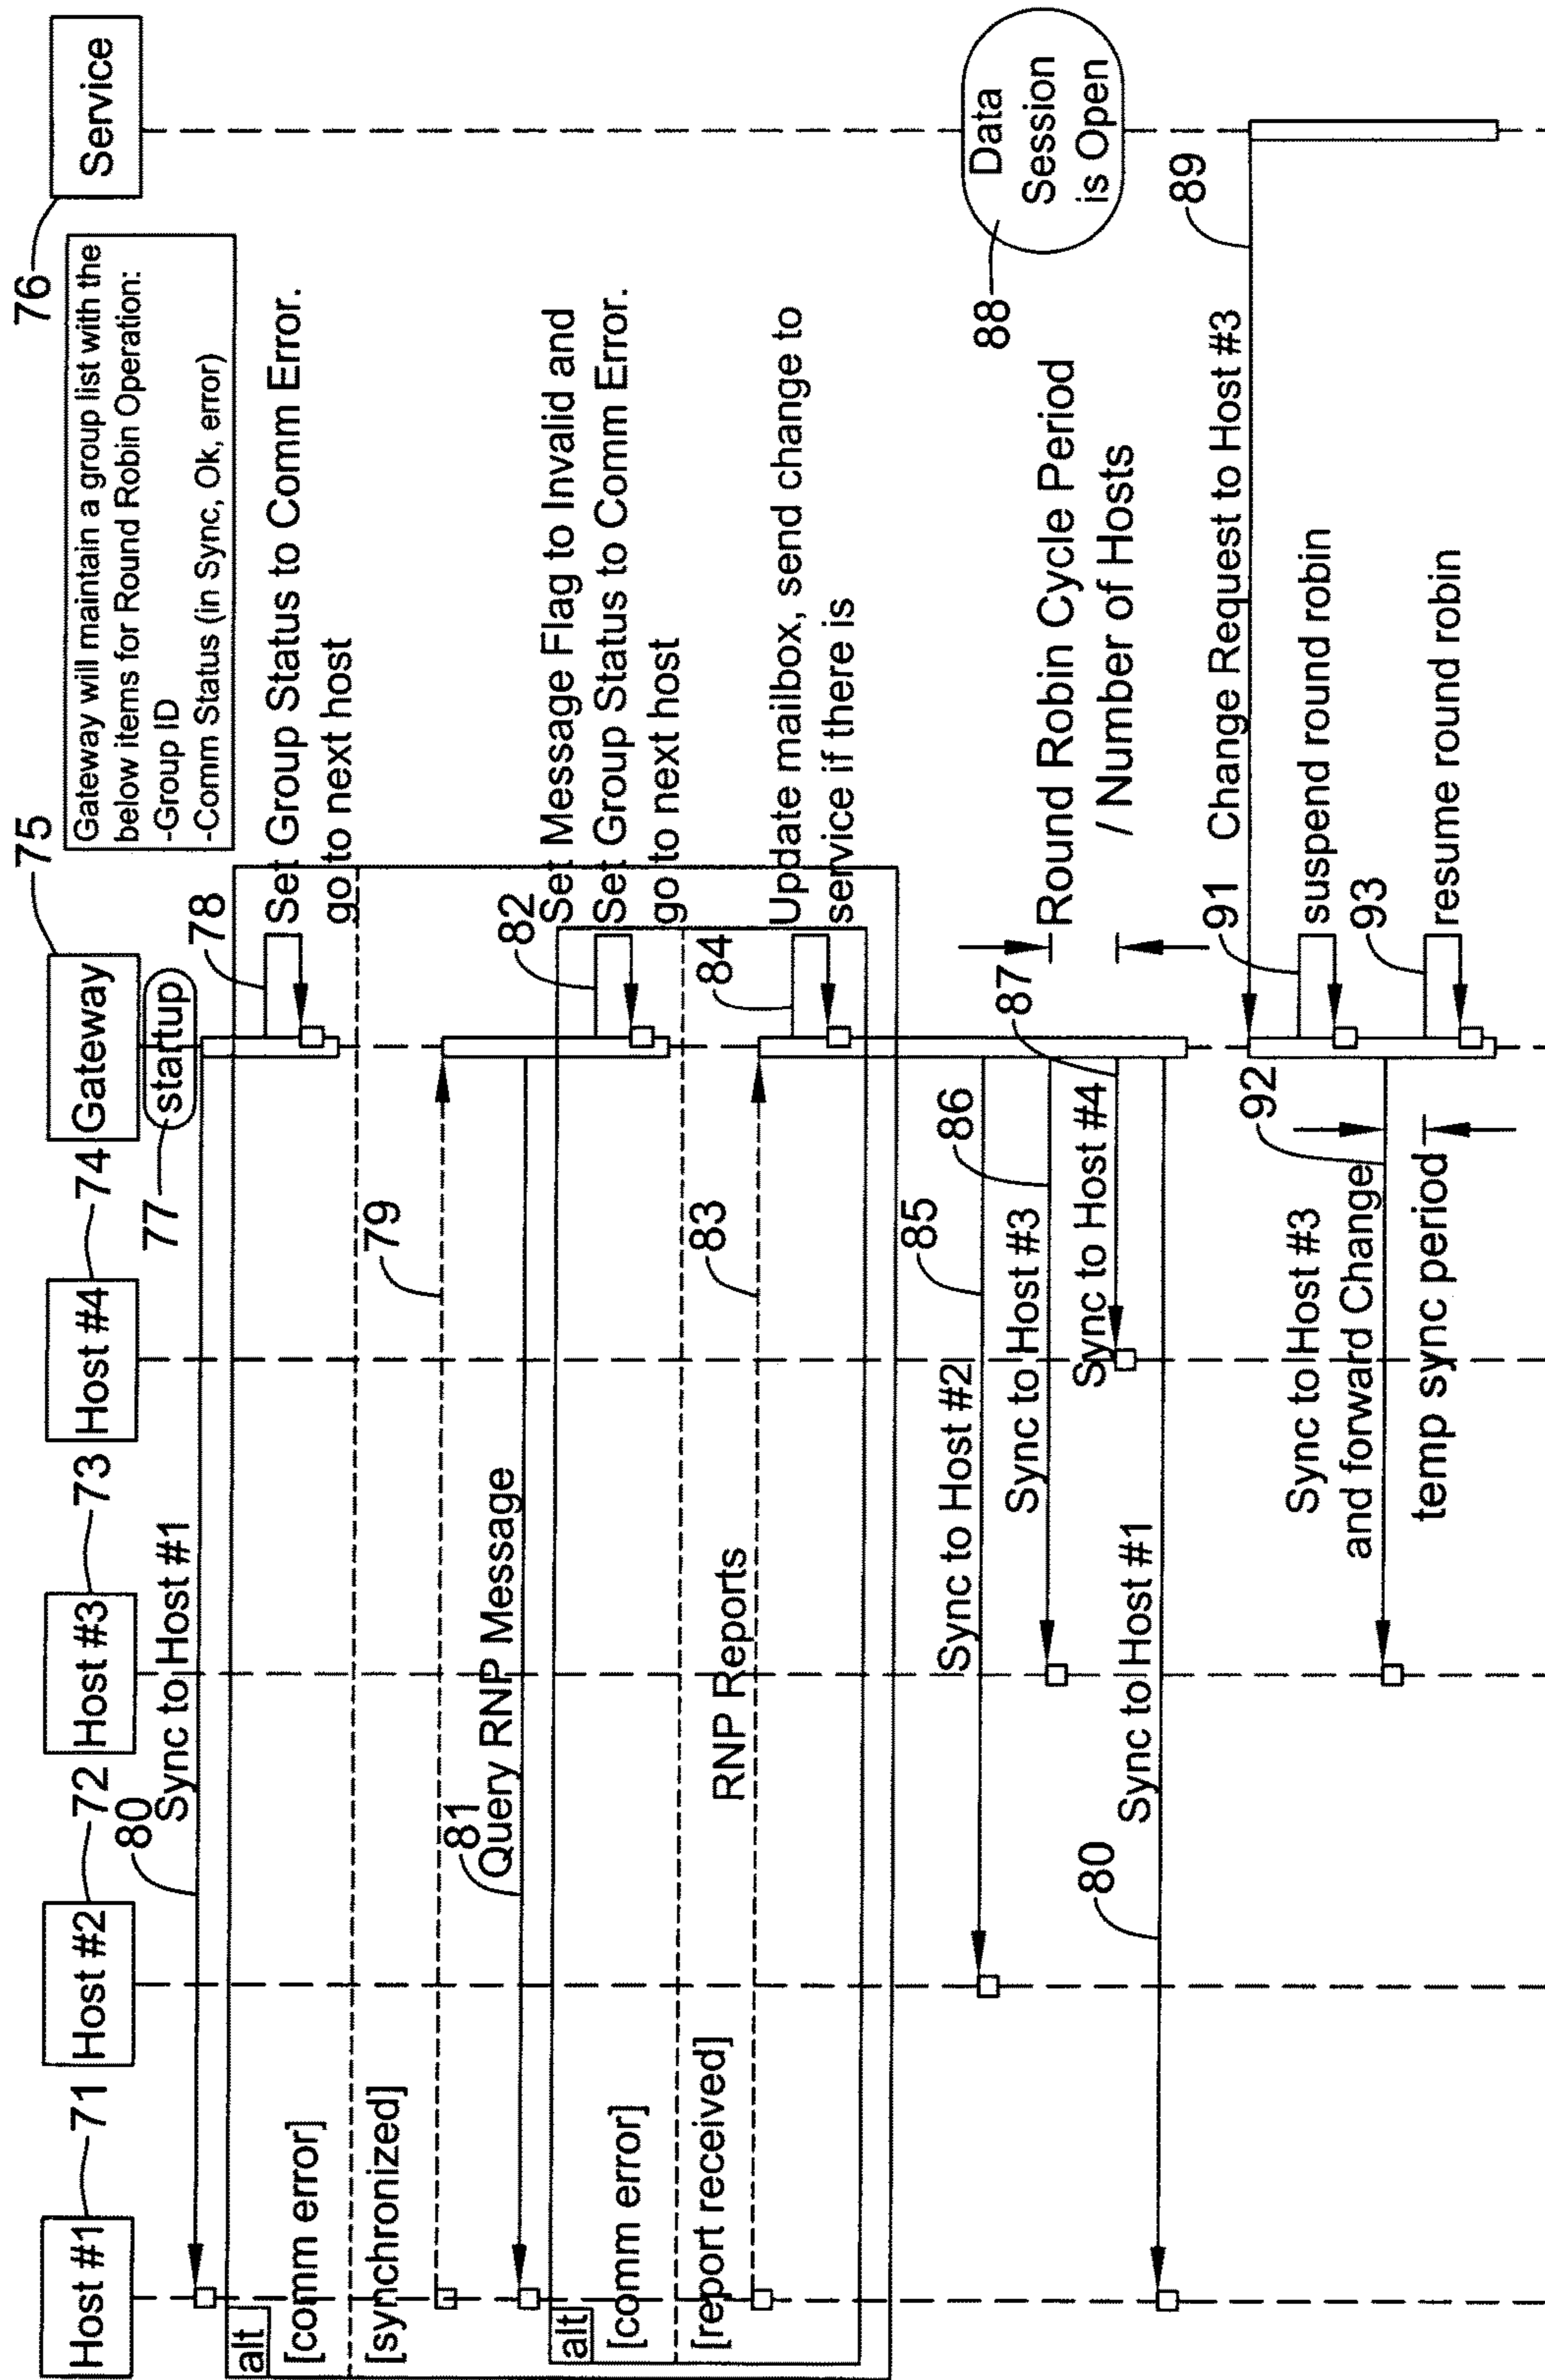 Host #1
71
Host #2
72
Host #3
73
Host #4
74
Gateway
75
Service
76
Gateway will maintain a group list with the
below items for Round Robin Operation:
-Group ID
-Comm Status (in Sync, Ok, error)
startup
77
80
Sync to Host #1
alt
[comm error]
78
Set Group Status to Comm Error.
go to next host
[synchronized]
79
81
Query RNP Message
alt
[comm error]
82
Set Message Flag to Invalid and
Set Group Status to Comm Error.
go to next host
[report received]
RNP Reports
83
84
Update mailbox, send change to
service if there is
85
Sync to Host #2
86
Sync to Host #3
87
Sync to Host #4
Round Robin Cycle Period
/ Number of Hosts
88
Data
Session
is Open
80
Sync to Host #1
89
Change Request to Host #3
91
suspend round robin
92
Sync to Host #3
and forward Change
temp sync period
93
resume round robin